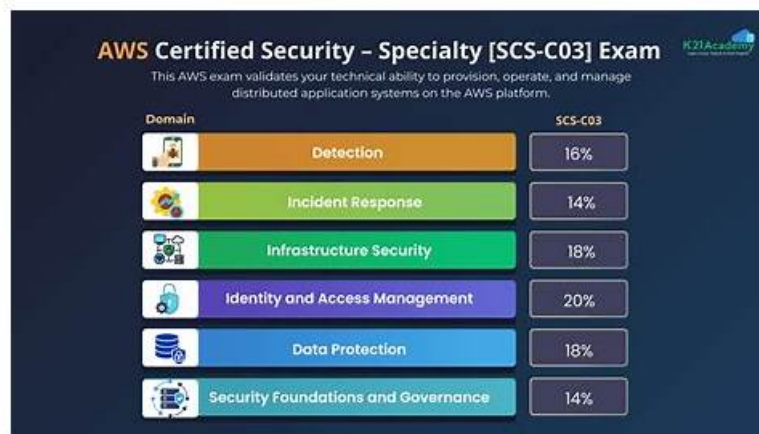 AWS Certified Security – Specialty [SCS-C03] Exam
K21Academy
This AWS exam validates your technical ability to provision, operate, and manage
distributed application systems on the AWS platform.
Domain SCS-C03
Detection 16%
Incident Response 14%
Infrastructure Security 18%
Identity and Access Management 20%
Data Protection 18%
Security Foundations and Governance 14%